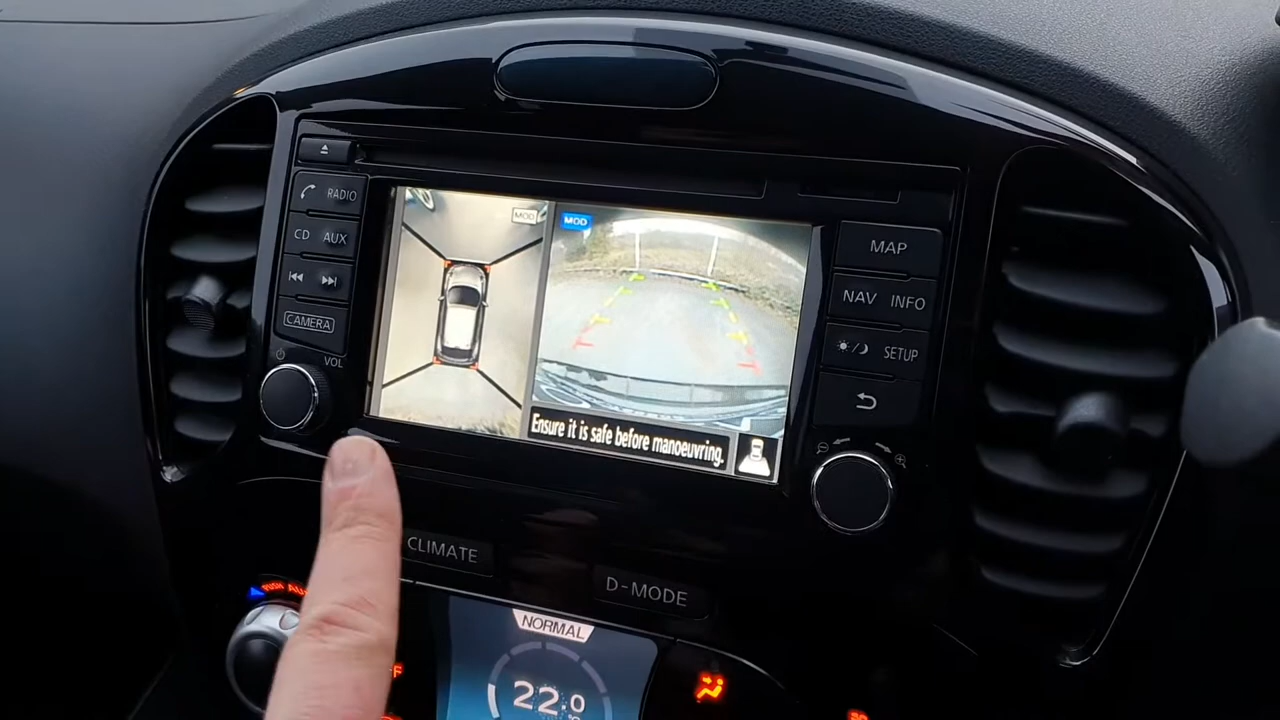 RADIO
CD AUX
CAMERA
VOL
MOD
MOD
Ensure it is safe before manoeuvring.
MAP
NAV INFO
SETUP
CLIMATE
D-MODE
NORMAL
22.0